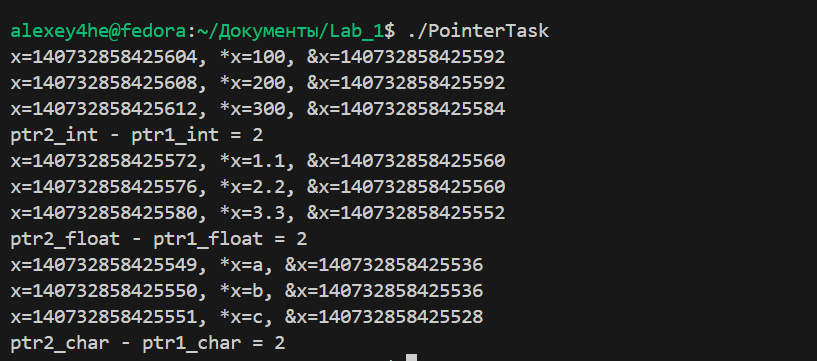 alexey4he@fedora:~/Документы/Lab_1$ ./PointerTask
x=140732858425604, *x=100, &x=140732858425592
x=140732858425608, *x=200, &x=140732858425592
x=140732858425612, *x=300, &x=140732858425584
ptr2_int - ptr1_int = 2
x=140732858425572, *x=1.1, &x=140732858425560
x=140732858425576, *x=2.2, &x=140732858425560
x=140732858425580, *x=3.3, &x=140732858425552
ptr2_float - ptr1_float = 2
x=140732858425549, *x=a, &x=140732858425536
x=140732858425550, *x=b, &x=140732858425536
x=140732858425551, *x=c, &x=140732858425528
ptr2_char - ptr1_char = 2